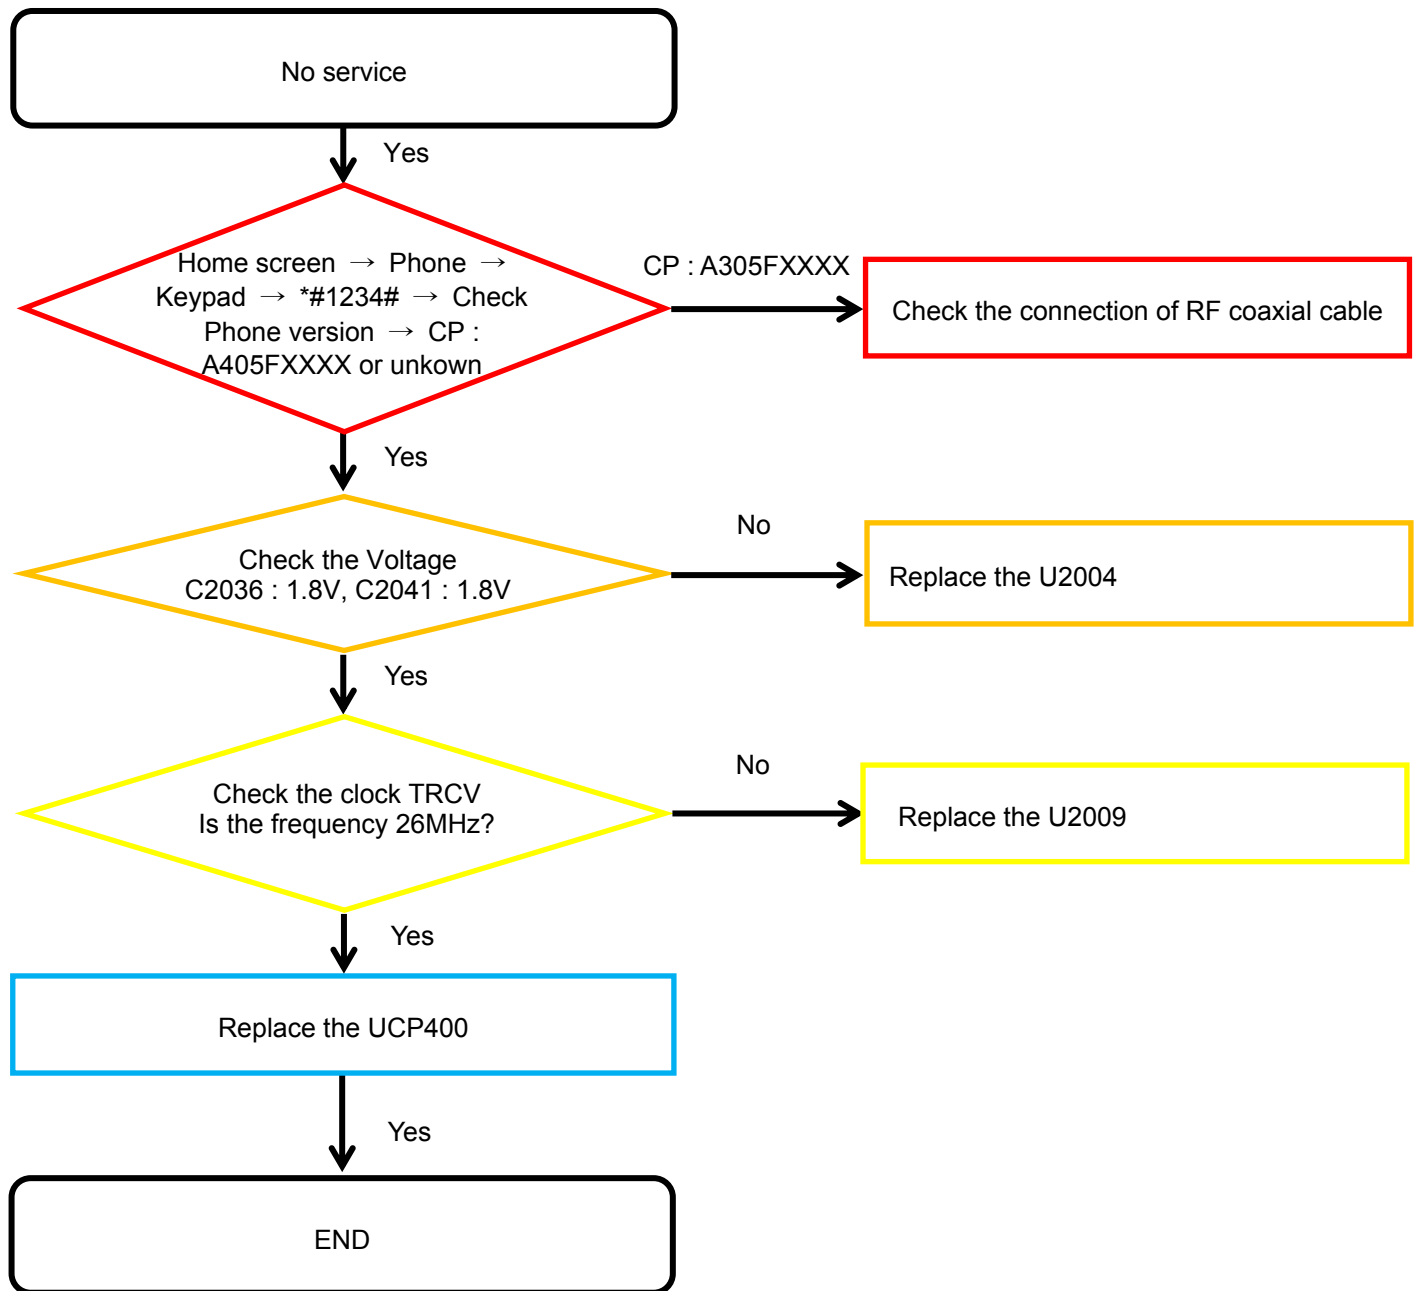 No service
Yes
Home screen → Phone →
Keypad → *#1234# → Check
Phone version → CP :
A405FXXXX or unkown
CP : A305FXXXX
Check the connection of RF coaxial cable
Yes
Check the Voltage
C2036 : 1.8V, C2041 : 1.8V
No
Replace the U2004
Yes
Check the clock TRCV
Is the frequency 26MHz?
No
Replace the U2009
Yes
Replace the UCP400
Yes
END